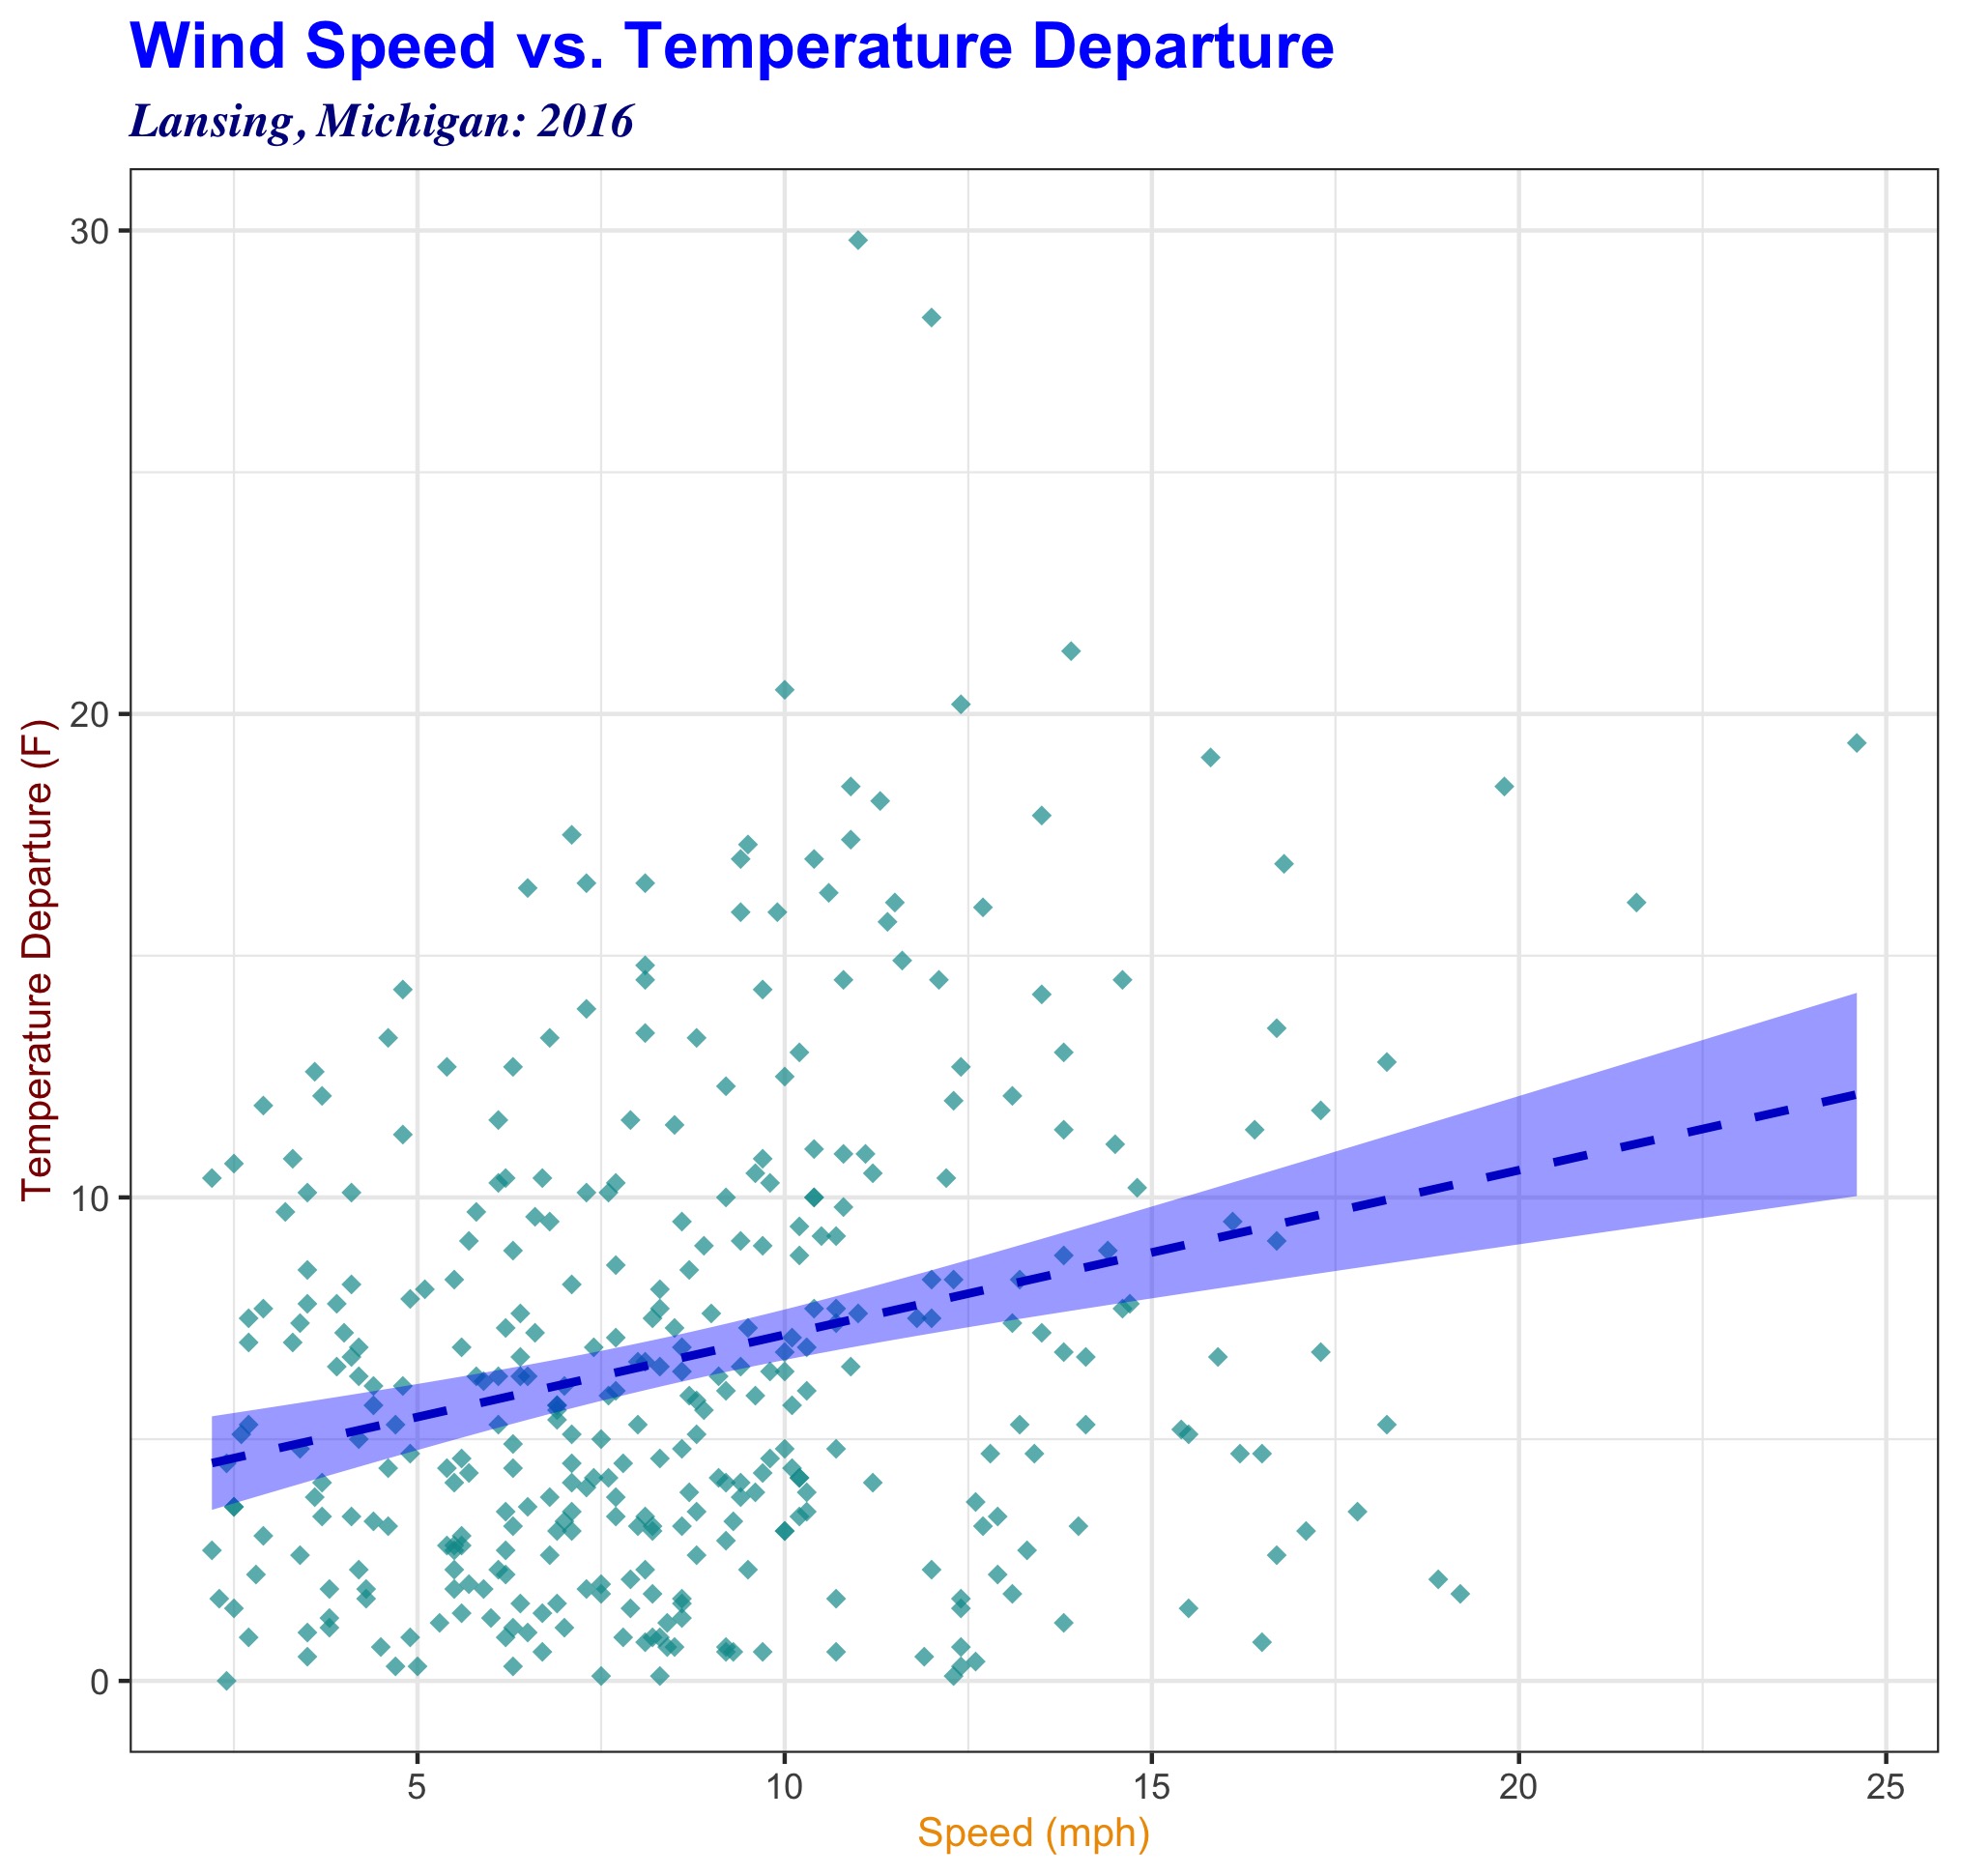 Wind Speed vs. Temperature Departure
Lansing, Michigan: 2016
Temperature Departure (F)
30
20
10
0
5
10
15
20
25
Speed (mph)